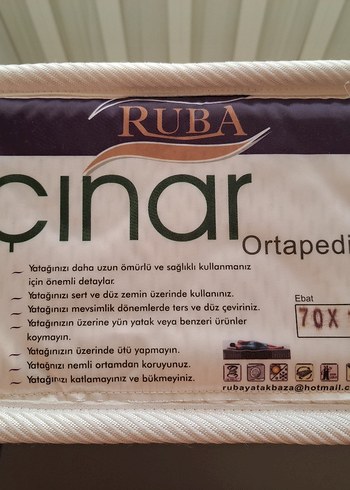 RUBA
çınar
Ortapedi
Yatağınızı daha uzun ömürlü ve sağlıklı kullanmanız
için önemli detaylar.
Yatağınızı sert ve düz zemin üzerinde kullanınız.
Yatağınızı mevsimlik dönemlerde ters ve düz çeviriniz.
Yatağınızın üzerine yün yatak veya benzeri ürünler
koymayın.
Yatağınızın üzerinde ütü yapmayın.
Yatağınızı nemli ortamdan koruyunuz.
Yatağınızı katlamayınız ve bükmeyiniz.
Ebat
70X
rubayatakbaza@hotmail.c